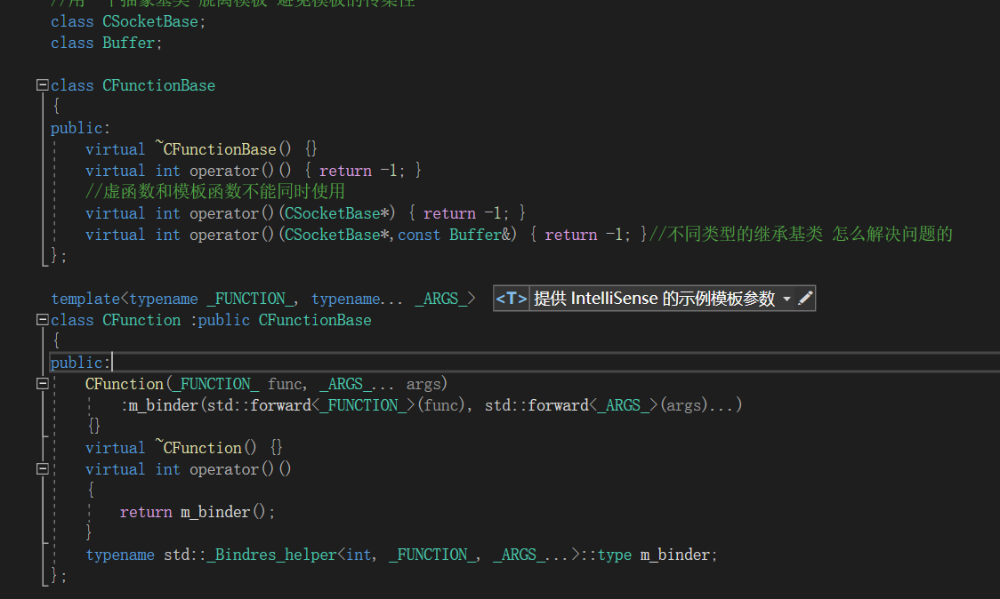 class CSocketBase;
class Buffer;
class CFunctionBase
{
public:
virtual ~CFunctionBase() {}
virtual int operator()() { return -1; }
//虚函数和模板函数不能同时使用
virtual int operator()(CSocketBase*) { return -1; }
virtual int operator()(CSocketBase*,const Buffer&) { return -1; }//不同类型的继承基类 怎么解决问题的
};
template<typename _FUNCTION_, typename... _ARGS_> <T> 提供 IntelliSense 的示例模板参数
class CFunction :public CFunctionBase
{
public:
CFunction(_FUNCTION_ func, _ARGS_... args)
:m_binder(std::forward<_FUNCTION_>(func), std::forward<_ARGS_>(args)...)
{}
virtual ~CFunction() {}
virtual int operator()()
{
return m_binder();
}
typename std::_Bindres_helper<int, _FUNCTION_, _ARGS_...>::type m_binder;
};